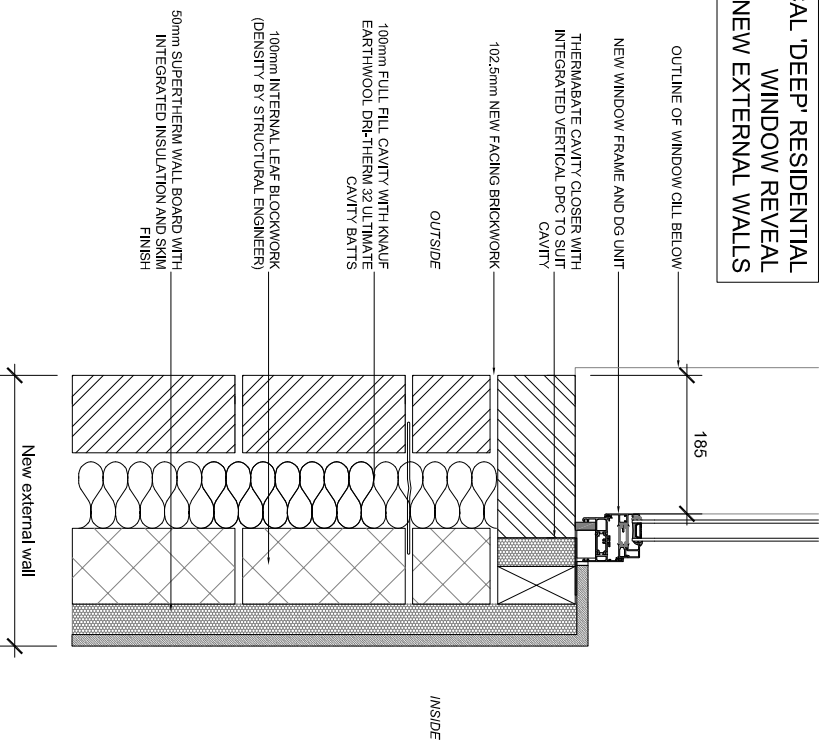 CAL 'DEEP' RESIDENTIAL
WINDOW REVEAL
NEW EXTERNAL WALLS
OUTLINE OF WINDOW CILL BELOW
185
NEW WINDOW FRAME AND DG UNIT
THERMABATE CAVITY CLOSER WITH
INTEGRATED VERTICAL DPC TO SUIT
CAVITY
102.5mm NEW FACING BRICKWORK
OUTSIDE
INSIDE
100mm FULL FILL CAVITY WITH KNAUF
EARTHWOOL DRI-THERM 32 ULTIMATE
CAVITY BATTS
100mm INTERNAL LEAF BLOCKWORK
(DENSITY BY STRUCTURAL ENGINEER)
50mm SUPERTHERM WALL BOARD WITH
INTEGRATED INSULATION AND SKIM
FINISH
New external wall